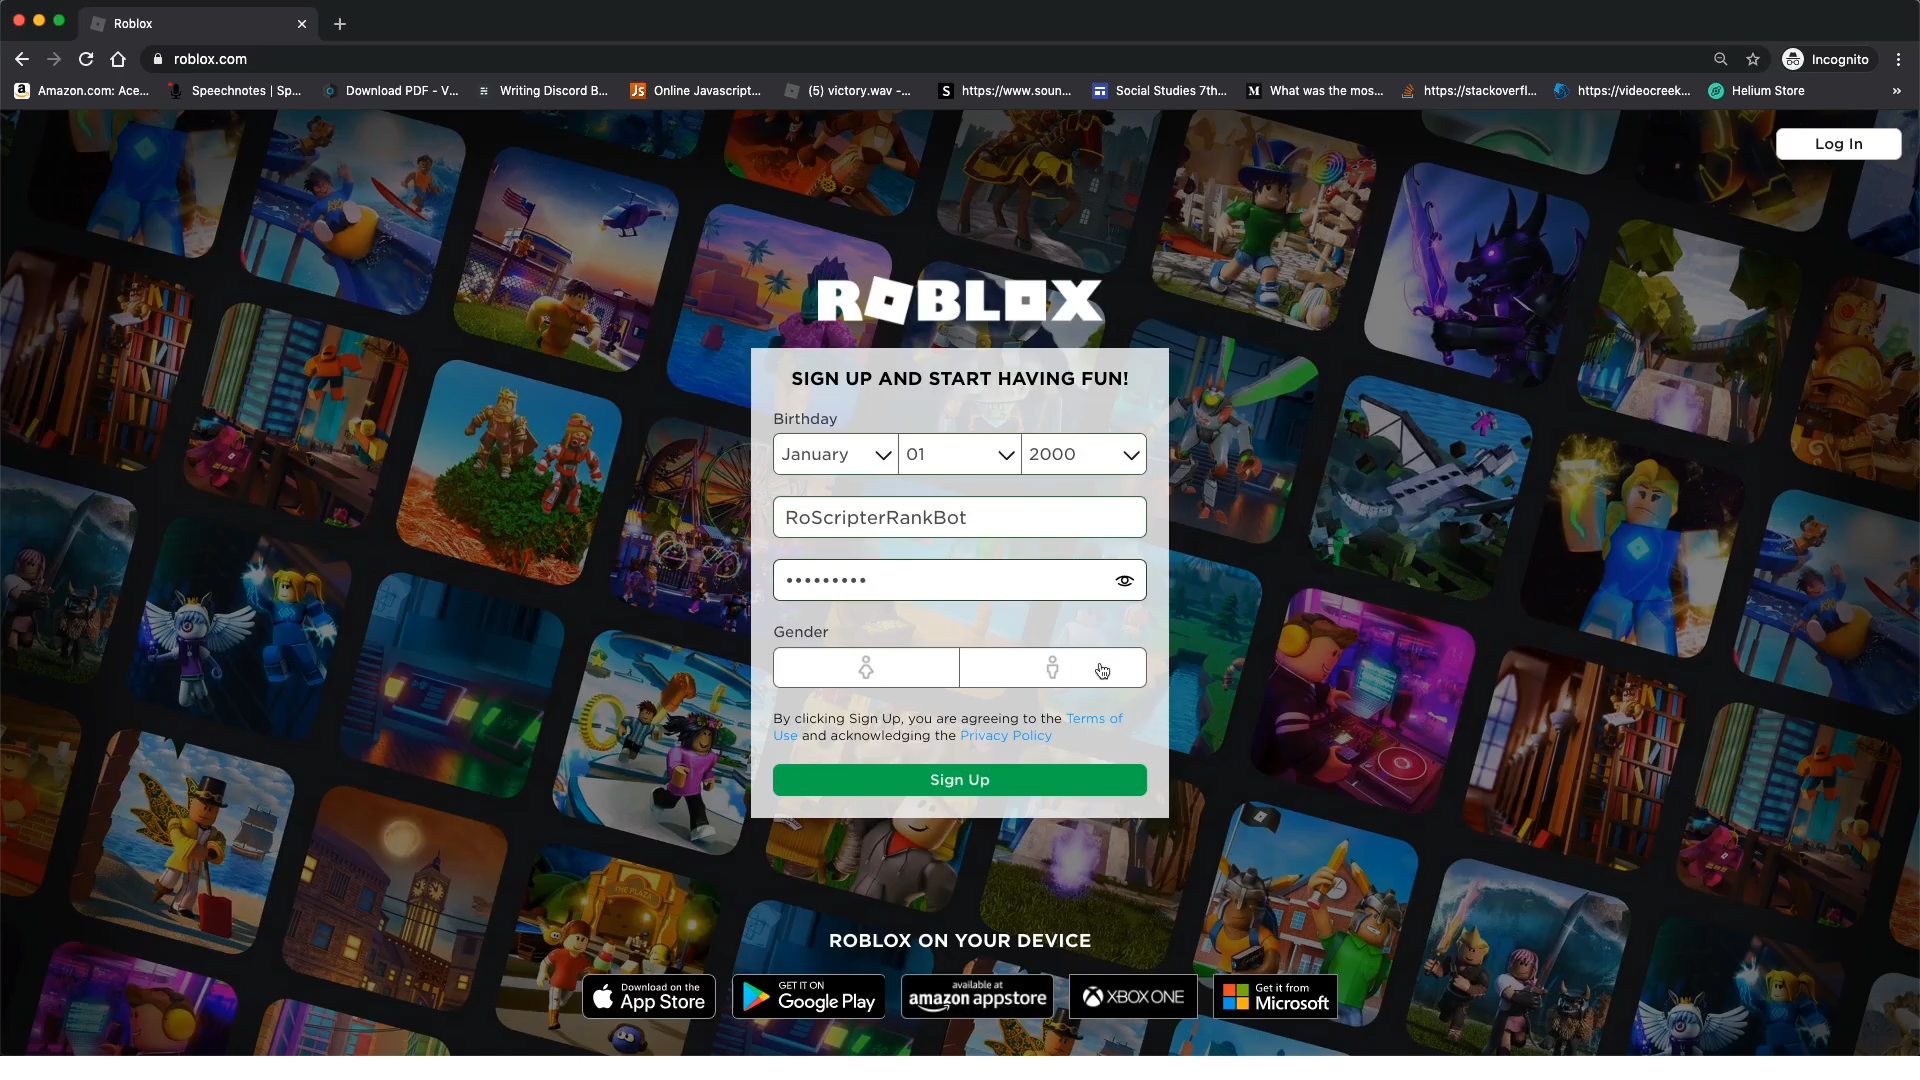 Roblox
roblox.com
Incognito
Amazon.com: Ace...
Speechnotes | Sp...
Download PDF - V...
Writing Discord B...
JS
Online Javascript...
(5) victory.wav -...
S
https://www.soun...
Social Studies 7th...
M
What was the mos...
https://stackoverfl...
https://videocreek...
Helium Store
Log In
ROBLOX
SIGN UP AND START HAVING FUN!
Birthday
January
01
2000
RoScripterRankBot
Gender
By clicking Sign Up, you are agreeing to the Terms of
Use and acknowledging the Privacy Policy
Sign Up
THE PLAZA
ROBLOX ON YOUR DEVICE
Download on the
App Store
GET IT ON
Google Play
available at
amazon appstore
XBOX ONE
Get it from
Microsoft